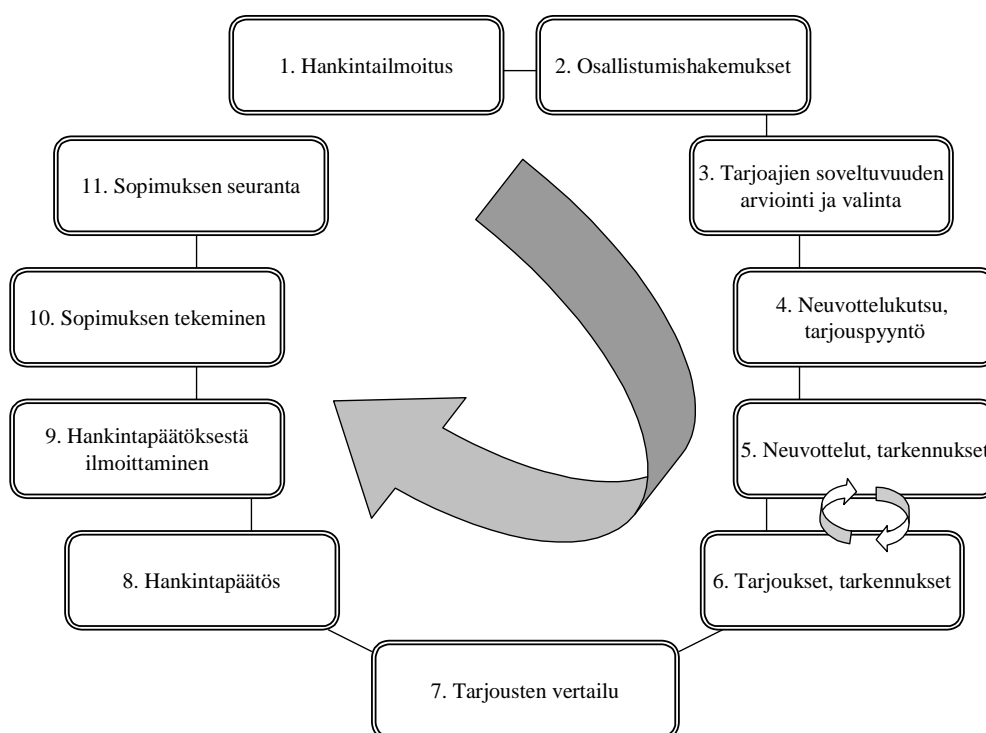 1. Hankintailmoitus
2. Osallistumishakemukset
3. Tarjoajien soveltuvuuden
arviointi ja valinta
4. Neuvottelukutsu,
tarjouspyyntö
5. Neuvottelut, tarkennukset
6. Tarjoukset, tarkennukset
7. Tarjousten vertailu
8. Hankintapäätös
9. Hankintapäätöksestä
ilmoittaminen
10. Sopimuksen tekeminen
11. Sopimuksen seuranta